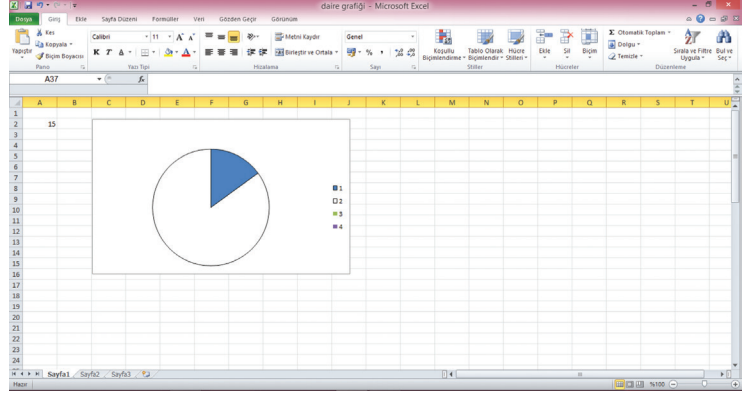 daire grafiği - Microsoft Excel
Dosya Giriş Ekle Sayfa Düzeni Formüller Veri Gözden Geçir Görünüm
Yapıştır
Kes
Kopyala
Biçim Boyacısı
Pano
Calibri 11
K T A
Yazı Tipi
Metni Kaydır
Birleştir ve Ortala
Hizalama
Genel
% ,
Sayı
Koşullu Biçimlendirme
Tablo Olarak Biçimlendir
Hücre Stilleri
Stiller
Ekle Sil Biçim
Hücreler
Σ Otomatik Toplam
Dolgu
Temizle
Sırala ve Filtre Uygula
Bul ve Seç
Düzenleme
A37 fx
A B C D E F G H I J K L M N O P Q R S T U
1
2 15
3
4
5
6
7
8
9
10
11
12
13
14
15
16
17
18
19
20
21
22
23
24
1
2
3
4
Sayfa1 Sayfa2 Sayfa3
Hazır %100